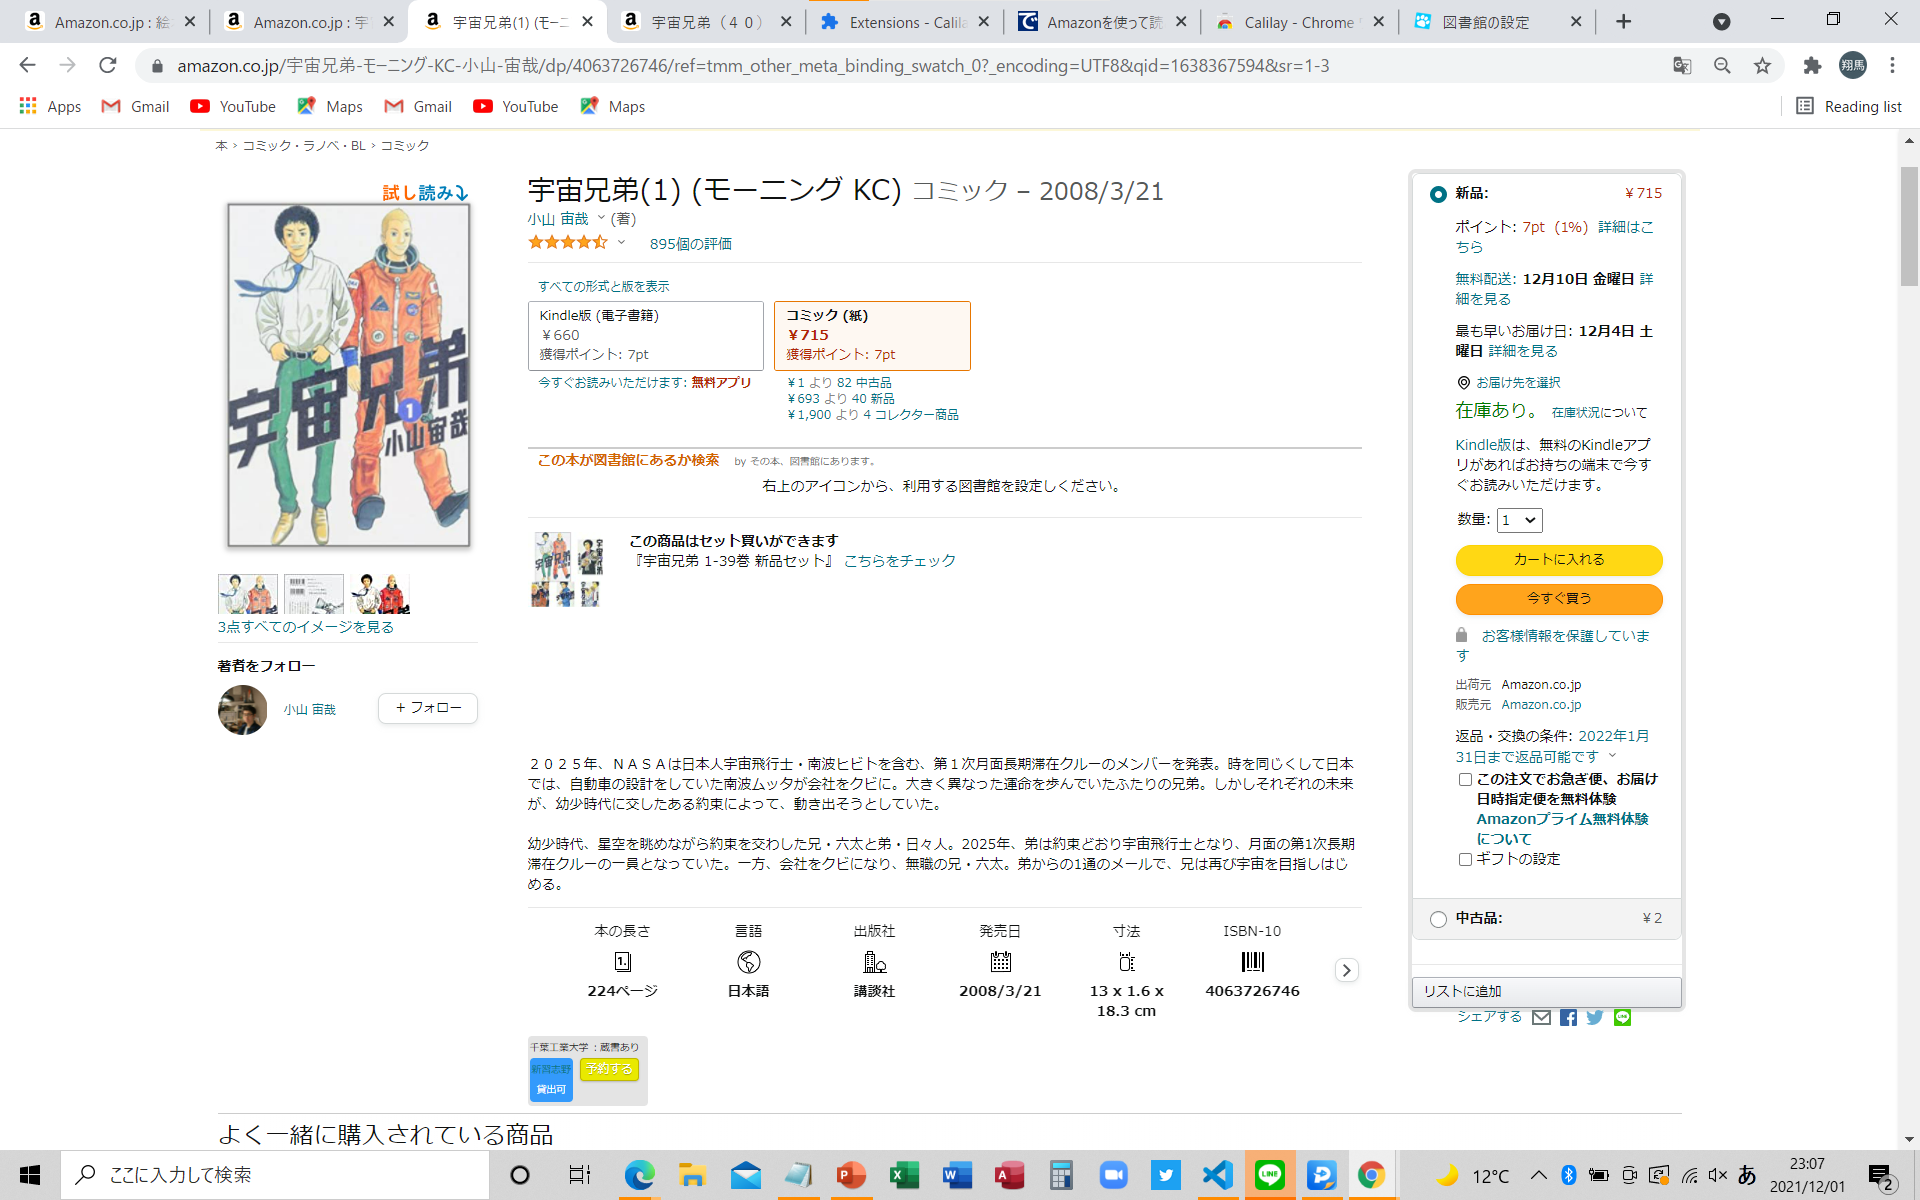 Amazon.co.jp : 絵
Amazon.co.jp : 宇
宇宙兄弟(1) (モーニ
宇宙兄弟（４０）
Extensions - Calila
Amazonを使って読
Calilay - Chrome
図書館の設定
amazon.co.jp/宇宙兄弟-モーニング-KC-小山-宙哉/dp/4063726746/ref=tmm_other_meta_binding_swatch_0?_encoding=UTF8&qid=1638367594&sr=1-3
翔馬
Apps
Gmail
YouTube
Maps
Gmail
YouTube
Maps
Reading list
本 › コミック・ラノベ・BL › コミック
試し読み
宇宙兄弟
1
小山宙哉
3点すべてのイメージを見る
著者をフォロー
小山 宙哉
+ フォロー
宇宙兄弟(1) (モーニング KC) コミック – 2008/3/21
小山 宙哉 (著)
895個の評価
すべての形式と版を表示
Kindle版 (電子書籍)
￥660
獲得ポイント: 7pt
今すぐお読みいただけます: 無料アプリ
コミック (紙)
￥715
獲得ポイント: 7pt
￥1 より 82 中古品
￥693 より 40 新品
￥1,900 より 4 コレクター商品
この本が図書館にあるか検索 by その本、図書館にあります。
右上のアイコンから、利用する図書館を設定しください。
この商品はセット買いができます
『宇宙兄弟 1-39巻 新品セット』 こちらをチェック
２０２５年、ＮＡＳＡは日本人宇宙飛行士・南波ヒビトを含む、第１次月面長期滞在クルーのメンバーを発表。時を同じくして日本
では、自動車の設計をしていた南波ムッタが会社をクビに。大きく異なった運命を歩んでいたふたりの兄弟。しかしそれぞれの未来
が、幼少時代に交したある約束によって、動き出そうとしていた。
幼少時代、星空を眺めながら約束を交わした兄・六太と弟・日々人。2025年、弟は約束どおり宇宙飛行士となり、月面の第1次長期
滞在クルーの一員となっていた。一方、会社をクビになり、無職の兄・六太。弟からの1通のメールで、兄は再び宇宙を目指しはじ
める。
本の長さ
224ページ
言語
日本語
出版社
講談社
発売日
2008/3/21
寸法
13 x 1.6 x
18.3 cm
ISBN-10
4063726746
千葉工業大学 : 蔵書あり
新習志野
貸出可
予約する
よく一緒に購入されている商品
新品:
￥715
ポイント: 7pt (1%) 詳細はこ
ちら
無料配送: 12月10日 金曜日 詳
細を見る
最も早いお届け日: 12月4日 土
曜日 詳細を見る
お届け先を選択
在庫あり。 在庫状況について
Kindle版は、無料のKindleアプ
リがあればお持ちの端末で今す
ぐお読みいただけます。
数量: 1
カートに入れる
今すぐ買う
お客様情報を保護していま
す
出荷元 Amazon.co.jp
販売元 Amazon.co.jp
返品・交換の条件: 2022年1月
31日まで返品可能です
この注文でお急ぎ便、お届け
日時指定便を無料体験
Amazonプライム無料体験
について
ギフトの設定
中古品:
￥2
リストに追加
シェアする
ここに入力して検索
12°C
あ
23:07
2021/12/01
2